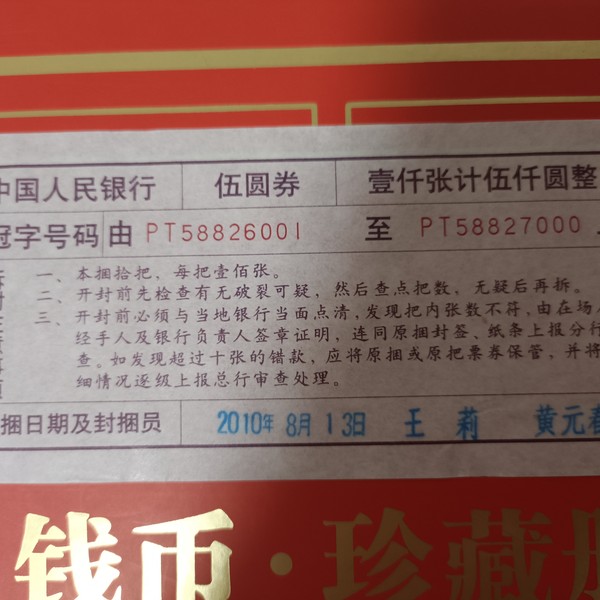 中国人民银行 伍圆券 壹仟张计伍仟圆整
冠字号码 由 PT58826001 至 PT58827000
一、本捆拾把，每把壹佰张。
二、开封前先检查有无破裂可疑，然后查点把数，无疑后再拆。
三、开封前必须与当地银行当面点清，发现把内张数不符，由在场
经手人及银行负责人签章证明，连同原捆封签、纸条上报分行
查。如发现超过十张的错款，应将原捆或原把票券保管，并将
细情况逐级上报总行审查处理。
捆日期及封捆员 2010年 8月 13日 王 莉 黄元春
钱币·珍藏册